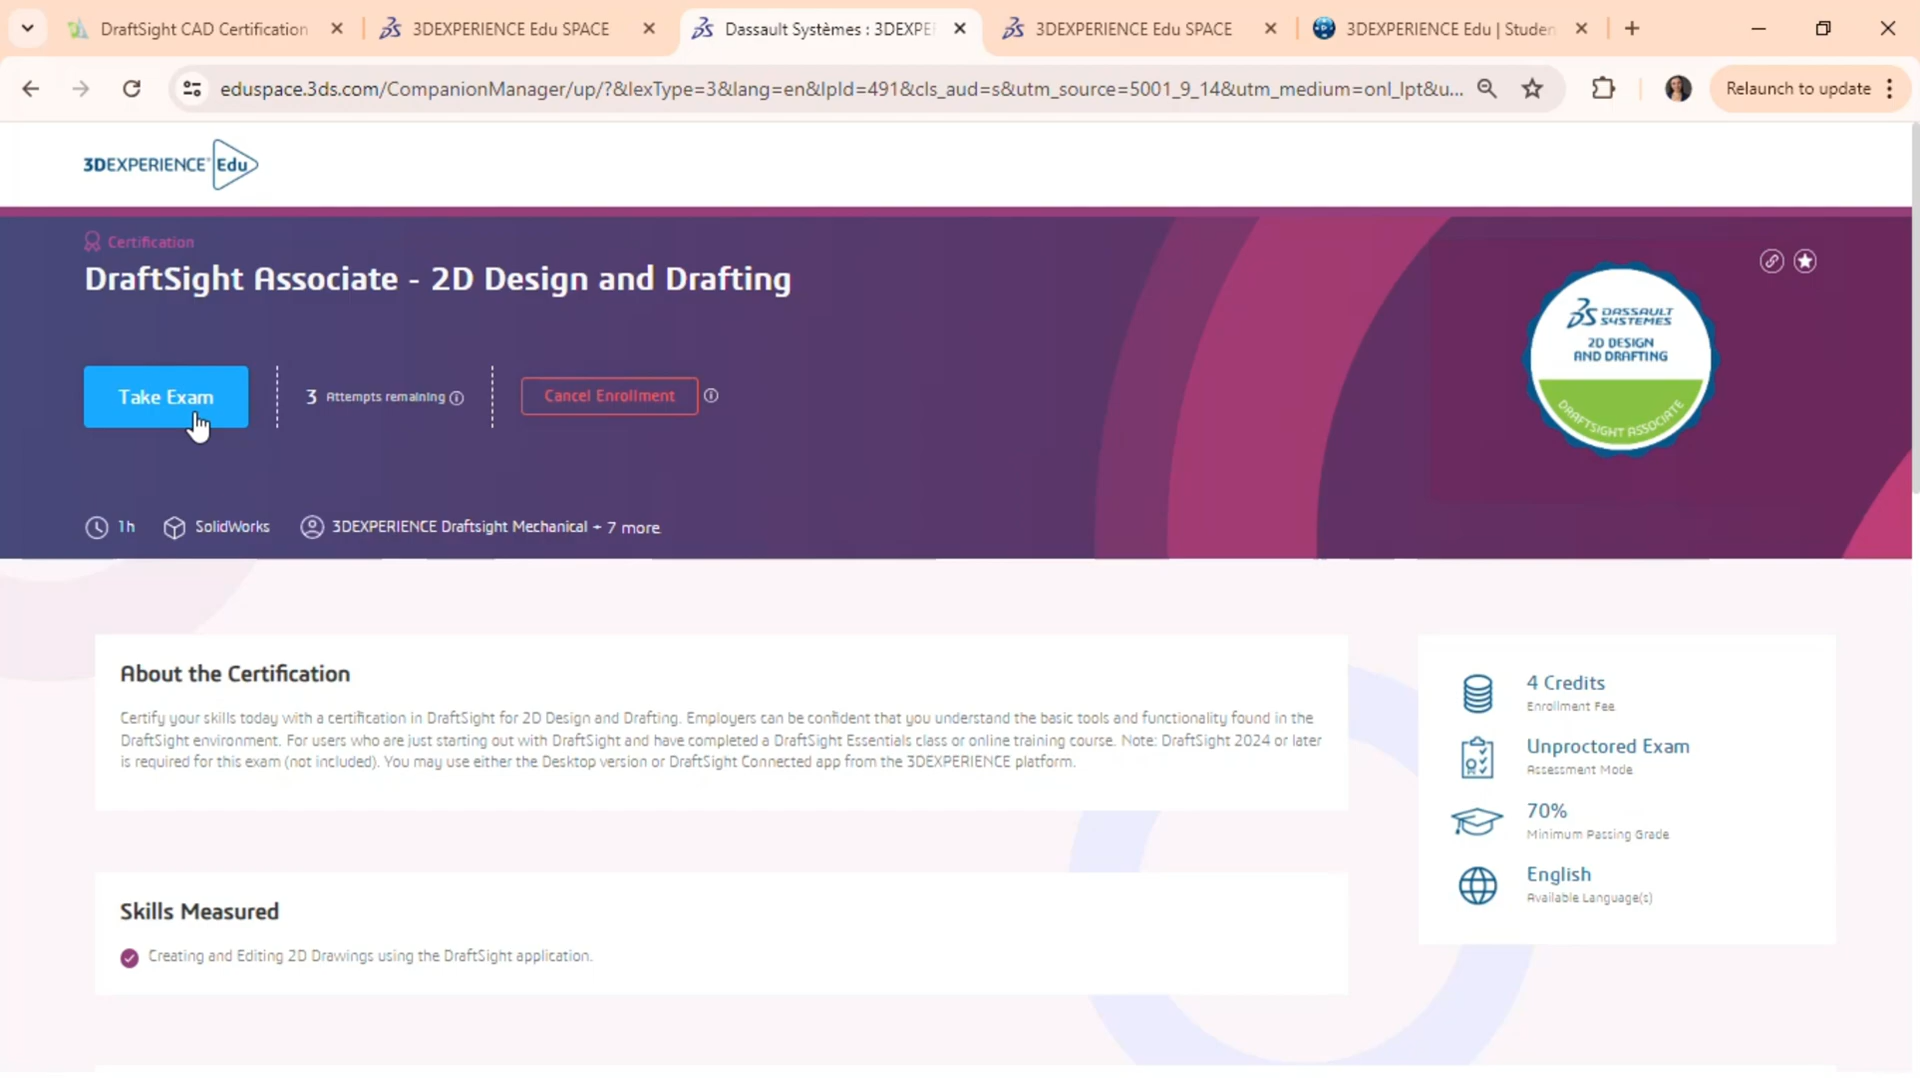 DraftSight CAD Certification
3DEXPERIENCE Edu SPACE
Dassault Systèmes : 3DEXPE
3DEXPERIENCE Edu SPACE
3DEXPERIENCE Edu | Studen
eduspace.3ds.com/CompanionManager/up/?&lexType=3&lang=en&lpId=491&cls_aud=s&utm_source=5001_9_14&utm_medium=onl_lpt&u...
Relaunch to update
3DEXPERIENCE® Edu
Certification
DraftSight Associate - 2D Design and Drafting
DASSAULT
SYSTEMES
2D DESIGN
AND DRAFTING
DRAFTSIGHT ASSOCIATE
Take Exam
3 Attempts remaining
Cancel Enrollment
1h
SolidWorks
3DEXPERIENCE Draftsight Mechanical + 7 more
About the Certification
Certify your skills today with a certification in DraftSight for 2D Design and Drafting. Employers can be confident that you understand the basic tools and functionality found in the
DraftSight environment. For users who are just starting out with DraftSight and have completed a DraftSight Essentials class or online training course. Note: DraftSight 2024 or later
is required for this exam (not included). You may use either the Desktop version or DraftSight Connected app from the 3DEXPERIENCE platform.
4 Credits
Enrollment Fee
Unproctored Exam
Assessment Mode
70%
Minimum Passing Grade
English
Available Language(s)
Skills Measured
Creating and Editing 2D Drawings using the DraftSight application.